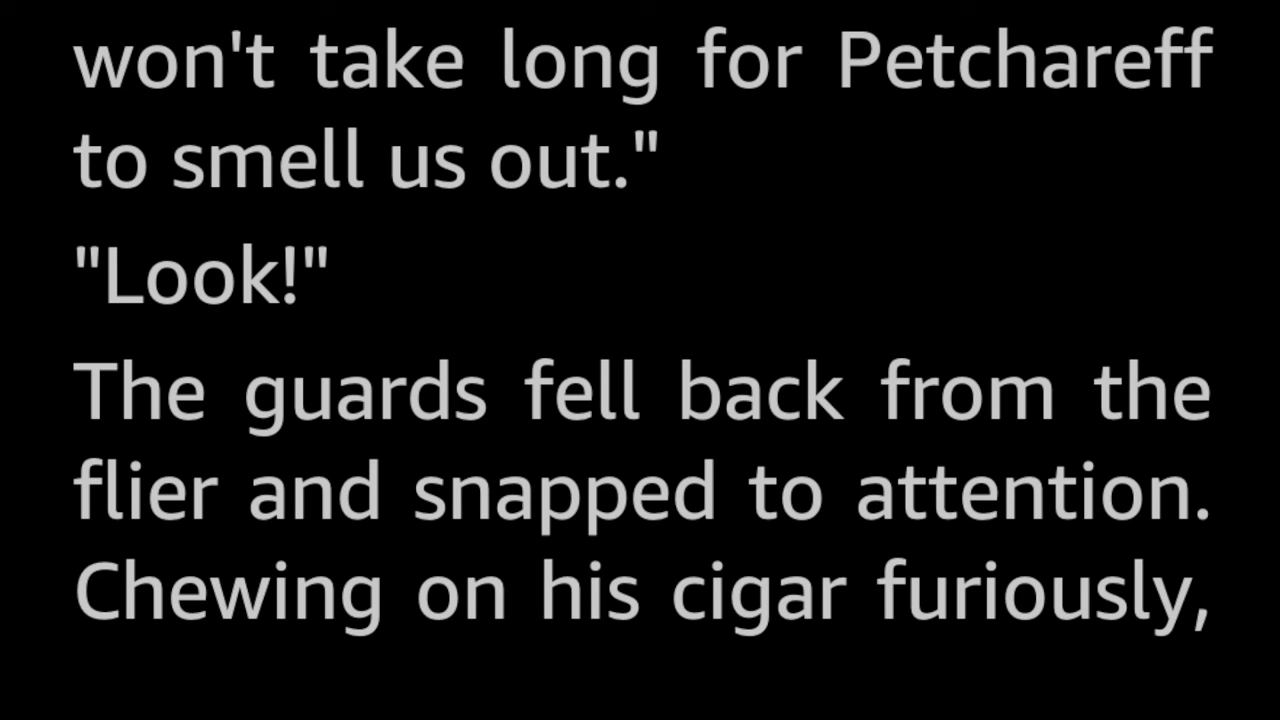 won't take long for Petchareff
to smell us out."
"Look!"
The guards fell back from the
flier and snapped to attention.
Chewing on his cigar furiously,